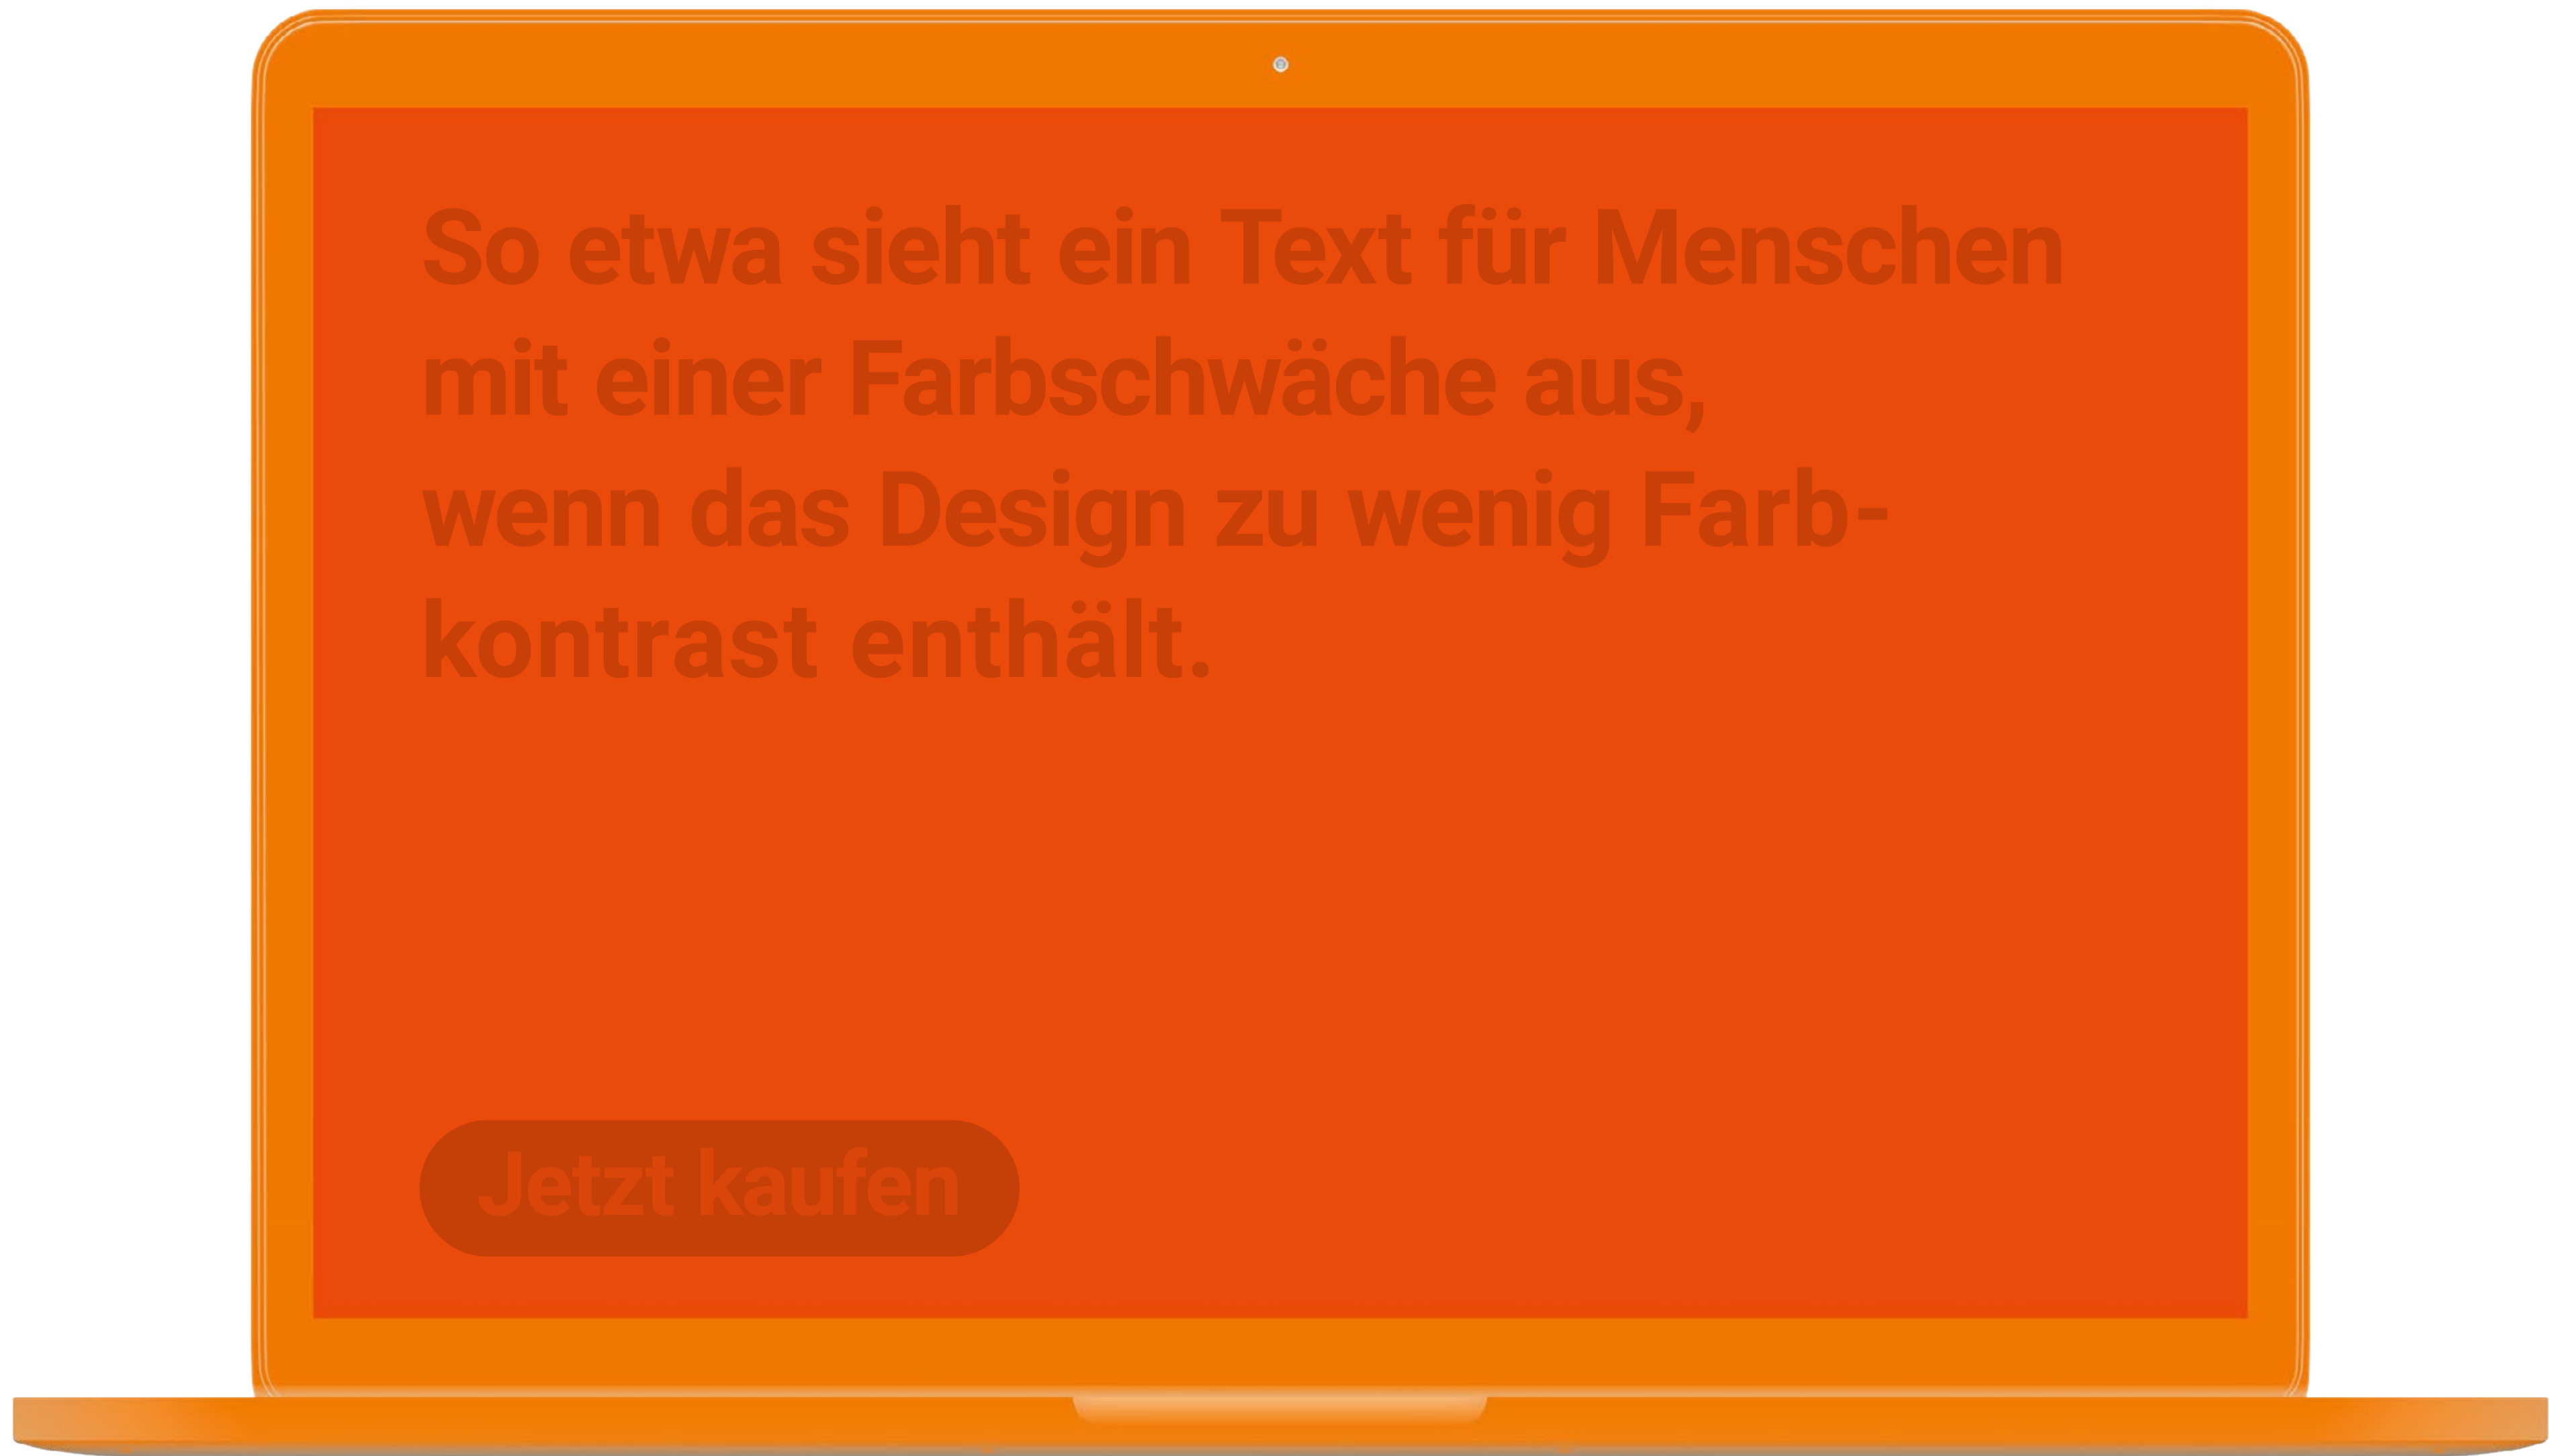 So etwa sieht ein Text für Menschen
mit einer Farbschwäche aus,
wenn das Design zu wenig Farb-
kontrast enthält.
Jetzt kaufen